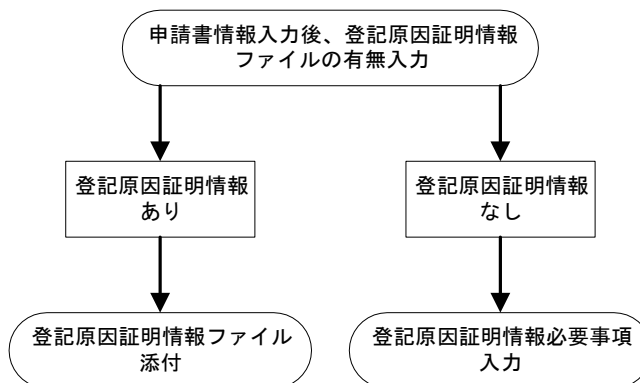 申請書情報入力後、登記原因証明情報
ファイルの有無入力
登記原因証明情報
あり
登記原因証明情報
なし
登記原因証明情報ファイル
添付
登記原因証明情報必要事項
入力